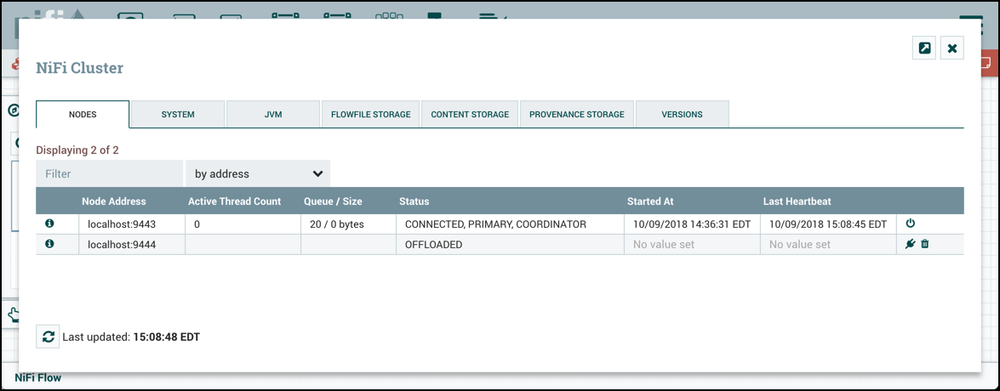 nifi
NiFi Cluster
NODES SYSTEM JVM FLOWFILE STORAGE CONTENT STORAGE PROVENANCE STORAGE VERSIONS
Displaying 2 of 2
Filter by address
Node Address Active Thread Count Queue / Size Status Started At Last Heartbeat
localhost:9443 0 20 / 0 bytes CONNECTED, PRIMARY, COORDINATOR 10/09/2018 14:36:31 EDT 10/09/2018 15:08:45 EDT
localhost:9444 OFFLOADED No value set No value set
Last updated: 15:08:48 EDT
NiFi Flow